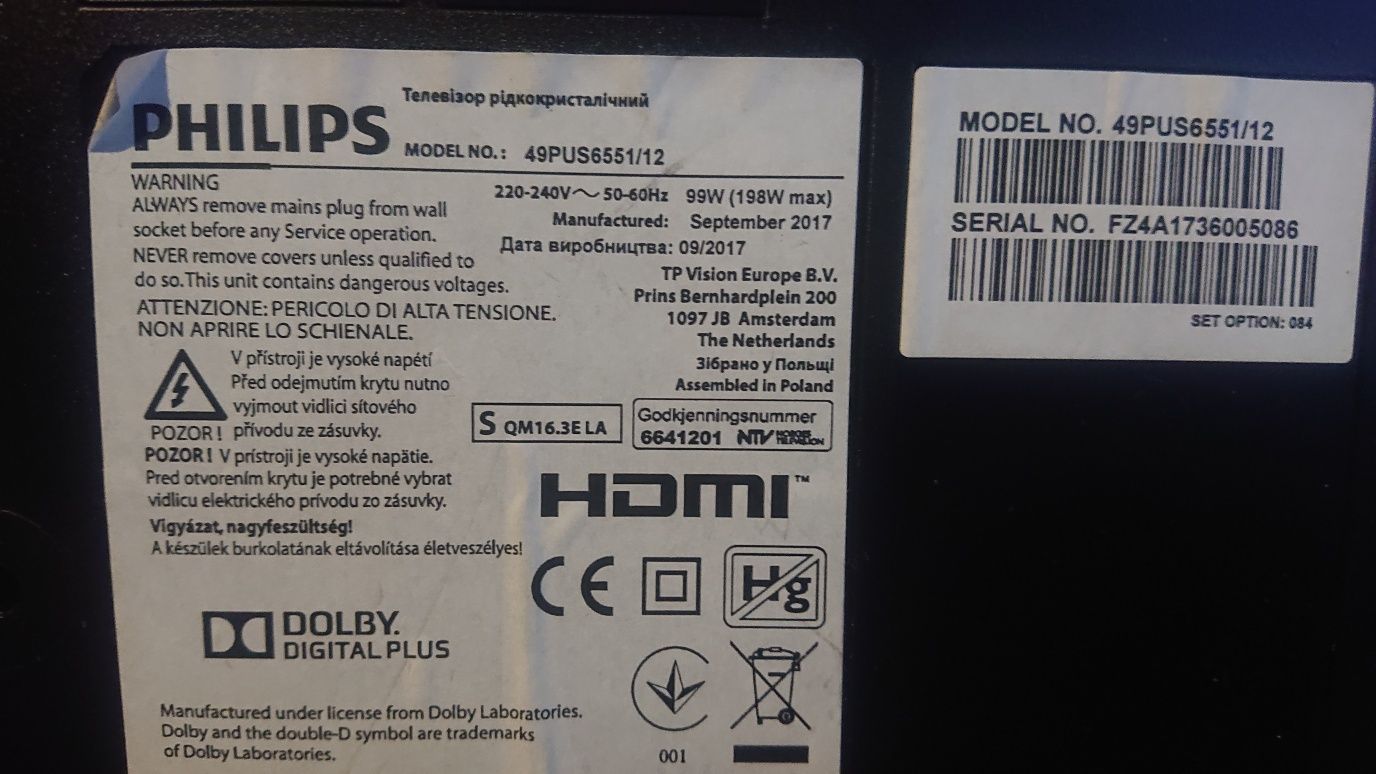 Телевізор рідкокристалічний
PHILIPS
MODEL NO.: 49PUS6551/12
WARNING
ALWAYS remove mains plug from wall
socket before any Service operation.
NEVER remove covers unless qualified to
do so. This unit contains dangerous voltages.
ATTENZIONE: PERICOLO DI ALTA TENSIONE.
NON APRIRE LO SCHIENALE.
220-240V~ 50-60Hz 99W (198W max)
Manufactured: September 2017
Дата виробництва: 09/2017
TP Vision Europe B.V.
Prins Bernhardplein 200
1097 JB Amsterdam
The Netherlands
Зібрано у Польщі
Assembled in Poland
V přístroji je vysoké napětí
Před odejmutím krytu nutno
vyjmout vidlici síťového
přívodu ze zásuvky.
POZOR!
POZOR! V prístroji je vysoké napätie.
Pred otvorením krytu je potrebné vybrat
vidlicu elektrického prívodu zo zásuvky.
Vigyázat, nagyfeszültség!
A készülek burkolatának eltávolítása életveszélyes!
S QM16.3E LA
Godkjenningsnummer
6641201 NTV NORGES TELEVISJON
HDMI™
CE
Hg
DOLBY.
DIGITAL PLUS
Manufactured under license from Dolby Laboratories.
Dolby and the double-D symbol are trademarks
of Dolby Laboratories.
001
MODEL NO. 49PUS6551/12
SERIAL NO. FZ4A1736005086
SET OPTION: 084